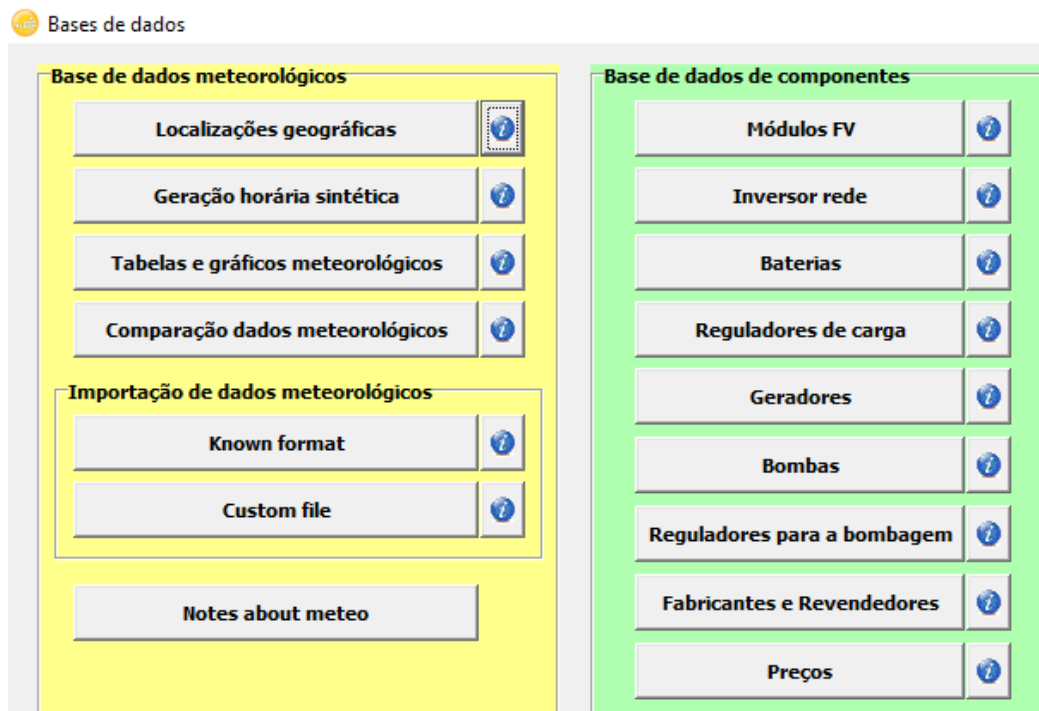 Bases de dados
Base de dados meteorológicos
Localizações geográficas
Geração horária sintética
Tabelas e gráficos meteorológicos
Comparação dados meteorológicos
Importação de dados meteorológicos
Known format
Custom file
Notes about meteo
Base de dados de componentes
Módulos FV
Inversor rede
Baterias
Reguladores de carga
Geradores
Bombas
Reguladores para a bombagem
Fabricantes e Revendedores
Preços